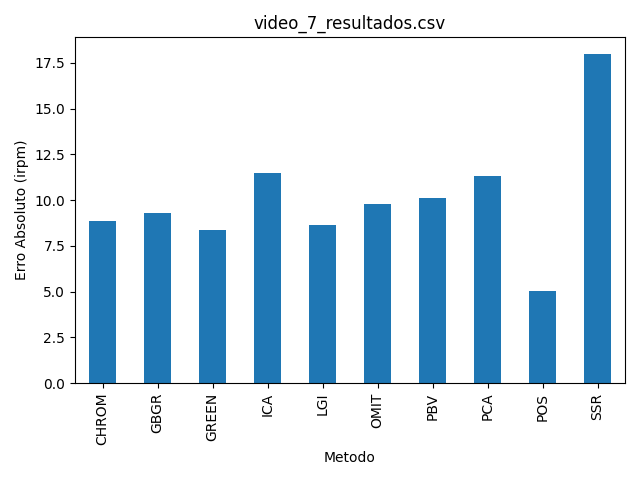 video_7_resultados.csv
17.5
15.0
12.5
10.0
7.5
5.0
2.5
0.0
Erro Absoluto (irpm)
CHROM
GBGR
GREEN
ICA
LGI
OMIT
PBV
PCA
POS
SSR
Metodo